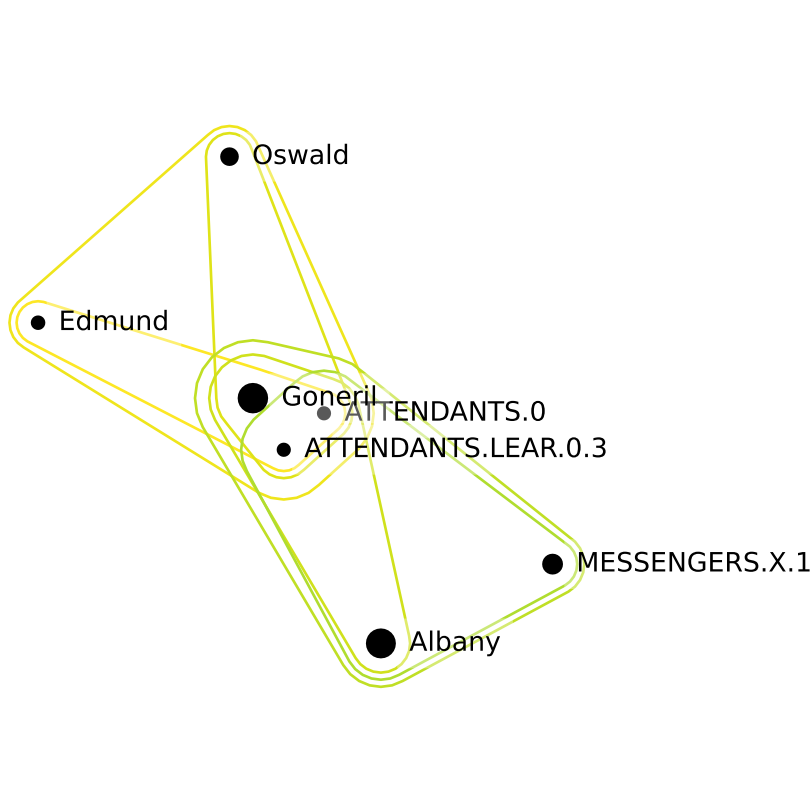 Oswald
Edmund
Goneril
ATTENDANTS.0
ATTENDANTS.LEAR.0.3
MESSENGERS.X.1
Albany